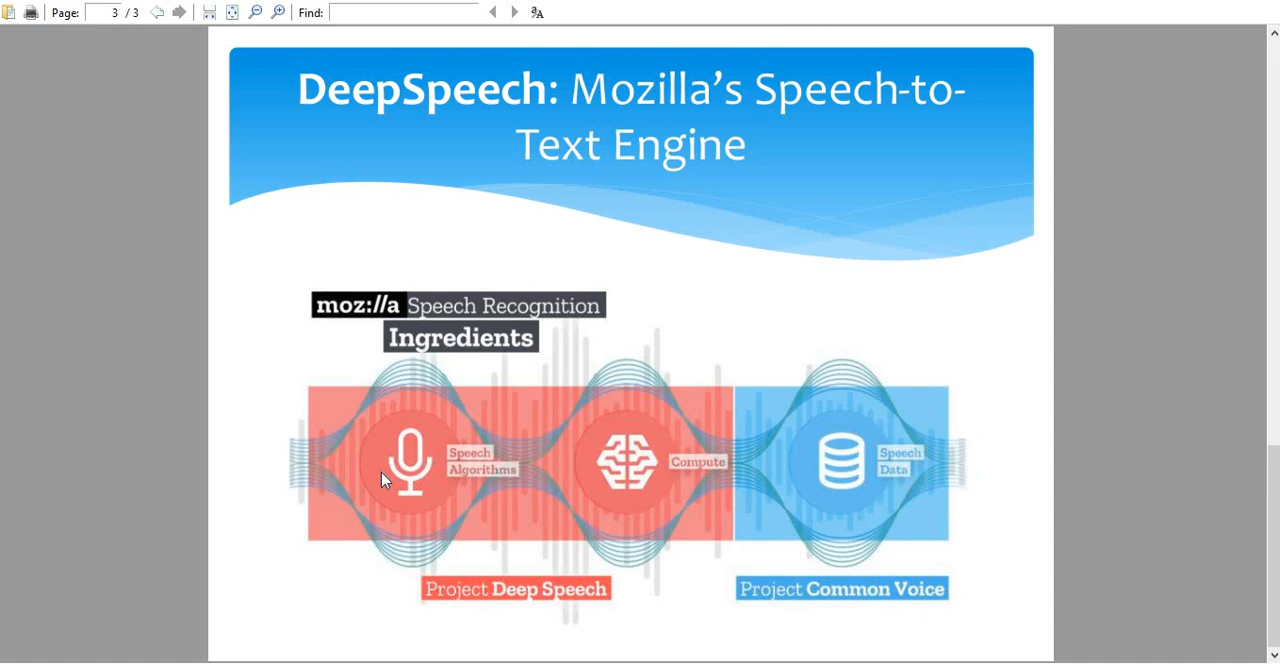 Page: 3 / 3 Find:
DeepSpeech: Mozilla's Speech-to-
Text Engine
moz://a Speech Recognition
Ingredients
Speech
Algorithms
Compute
Speech
Data
Project Deep Speech
Project Common Voice